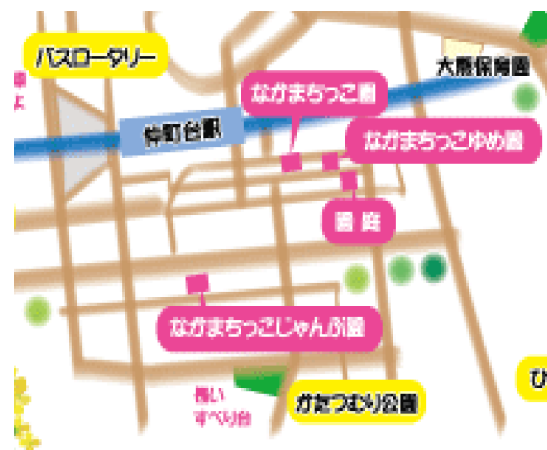 バスロータリー
大熊保育園
なかまちっこ園
仲町台駅
なかまちっこゆめ園
園庭
なかまちっこじゃんぷ園
長い
すべり台
かたつむり公園
ひ